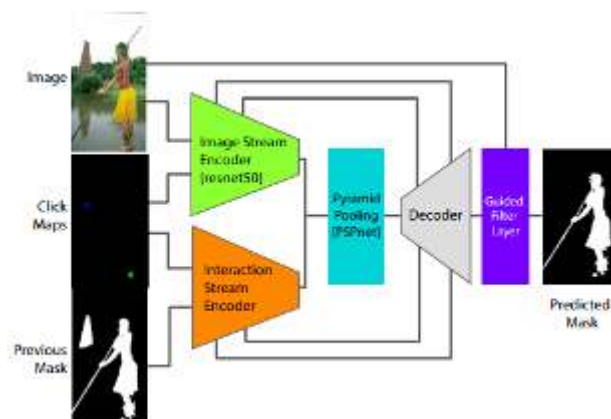 Image
Click
Maps
Previous
Mask
Image Stream
Encoder
(resnet50)
Interaction
Stream
Encoder
Pyramid
Pooling
(PSPnet)
Decoder
Guided
Filter
Layer
Predicted
Mask